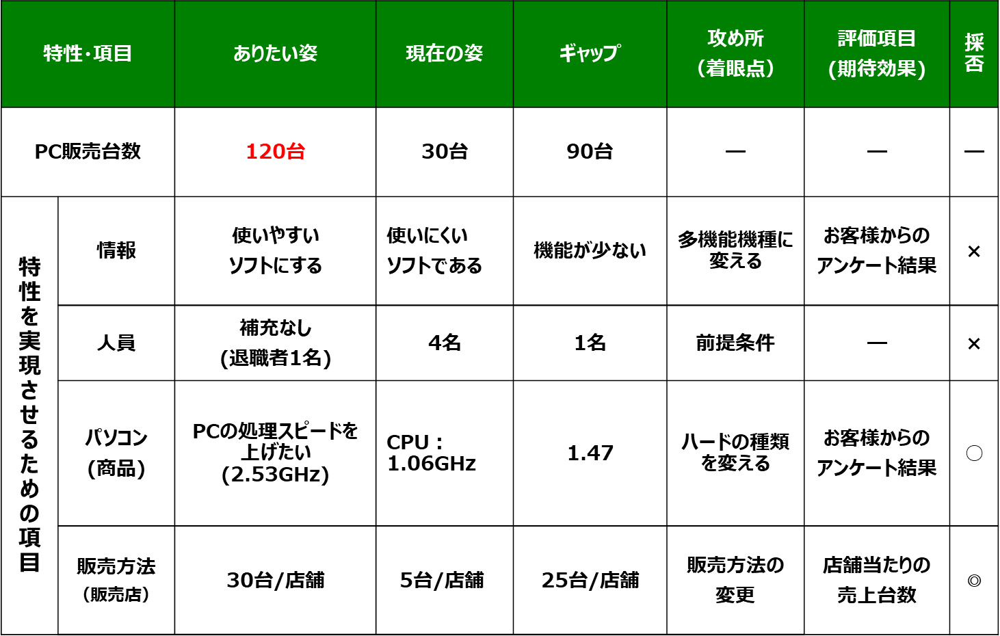 特性・項目
ありたい姿
現在の姿
ギャップ
攻め所
（着眼点）
評価項目
(期待効果)
採否
PC販売台数
120台
30台
90台
―
―
―
特性を実現させるための項目
情報
使いやすい
ソフトにする
使いにくい
ソフトである
機能が少ない
多機能機種に
変える
お客様からの
アンケート結果
×
人員
補充なし
(退職者1名)
4名
1名
前提条件
―
×
パソコン
(商品)
PCの処理スピードを
上げたい
(2.53GHz)
CPU：
1.06GHz
1.47
ハードの種類
を変える
お客様からの
アンケート結果
○
販売方法
（販売店）
30台/店舗
5台/店舗
25台/店舗
販売方法の
変更
店舗当たりの
売上台数
◎